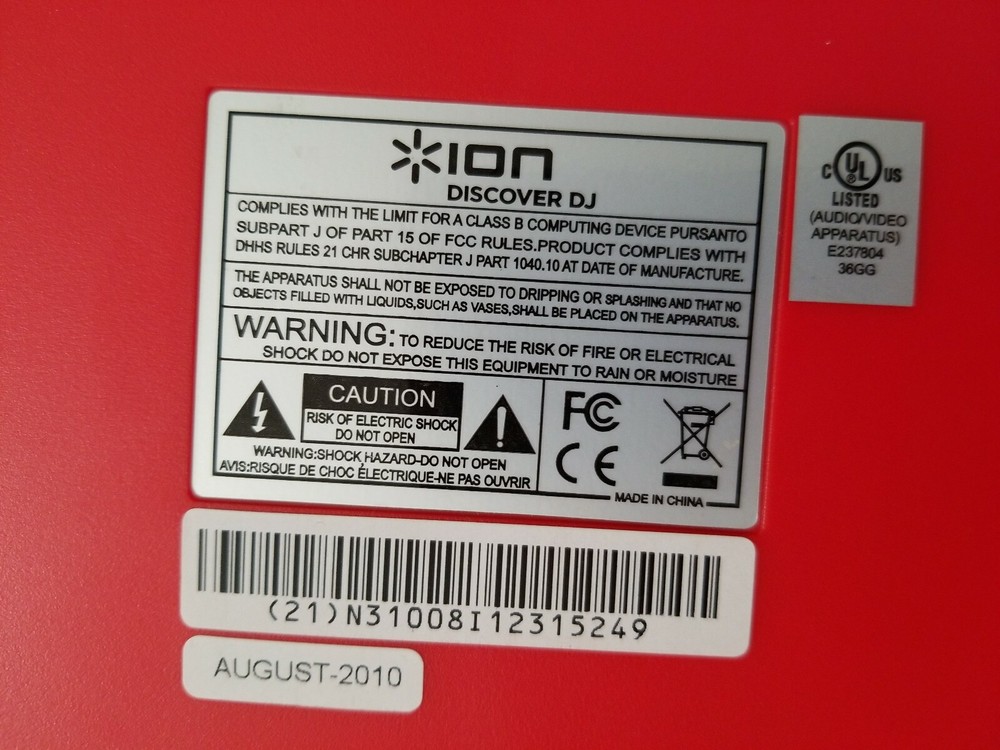 ION
DISCOVER DJ
COMPLIES WITH THE LIMIT FOR A CLASS B COMPUTING DEVICE PURSANTO
SUBPART J OF PART 15 OF FCC RULES.PRODUCT COMPLIES WITH
DHHS RULES 21 CHR SUBCHAPTER J PART 1040.10 AT DATE OF MANUFACTURE.
THE APPARATUS SHALL NOT BE EXPOSED TO DRIPPING OR SPLASHING AND THAT NO
OBJECTS FILLED WITH LIQUIDS,SUCH AS VASES,SHALL BE PLACED ON THE APPARATUS.
WARNING: TO REDUCE THE RISK OF FIRE OR ELECTRICAL
SHOCK DO NOT EXPOSE THIS EQUIPMENT TO RAIN OR MOISTURE
CAUTION
RISK OF ELECTRIC SHOCK
DO NOT OPEN
WARNING:SHOCK HAZARD-DO NOT OPEN
AVIS:RISQUE DE CHOC ÉLECTRIQUE-NE PAS OUVRIR
FC
CE
MADE IN CHINA
C UL ® US
LISTED
(AUDIO/VIDEO
APPARATUS)
E237804
36GG
(21)N31008I12315249
AUGUST-2010